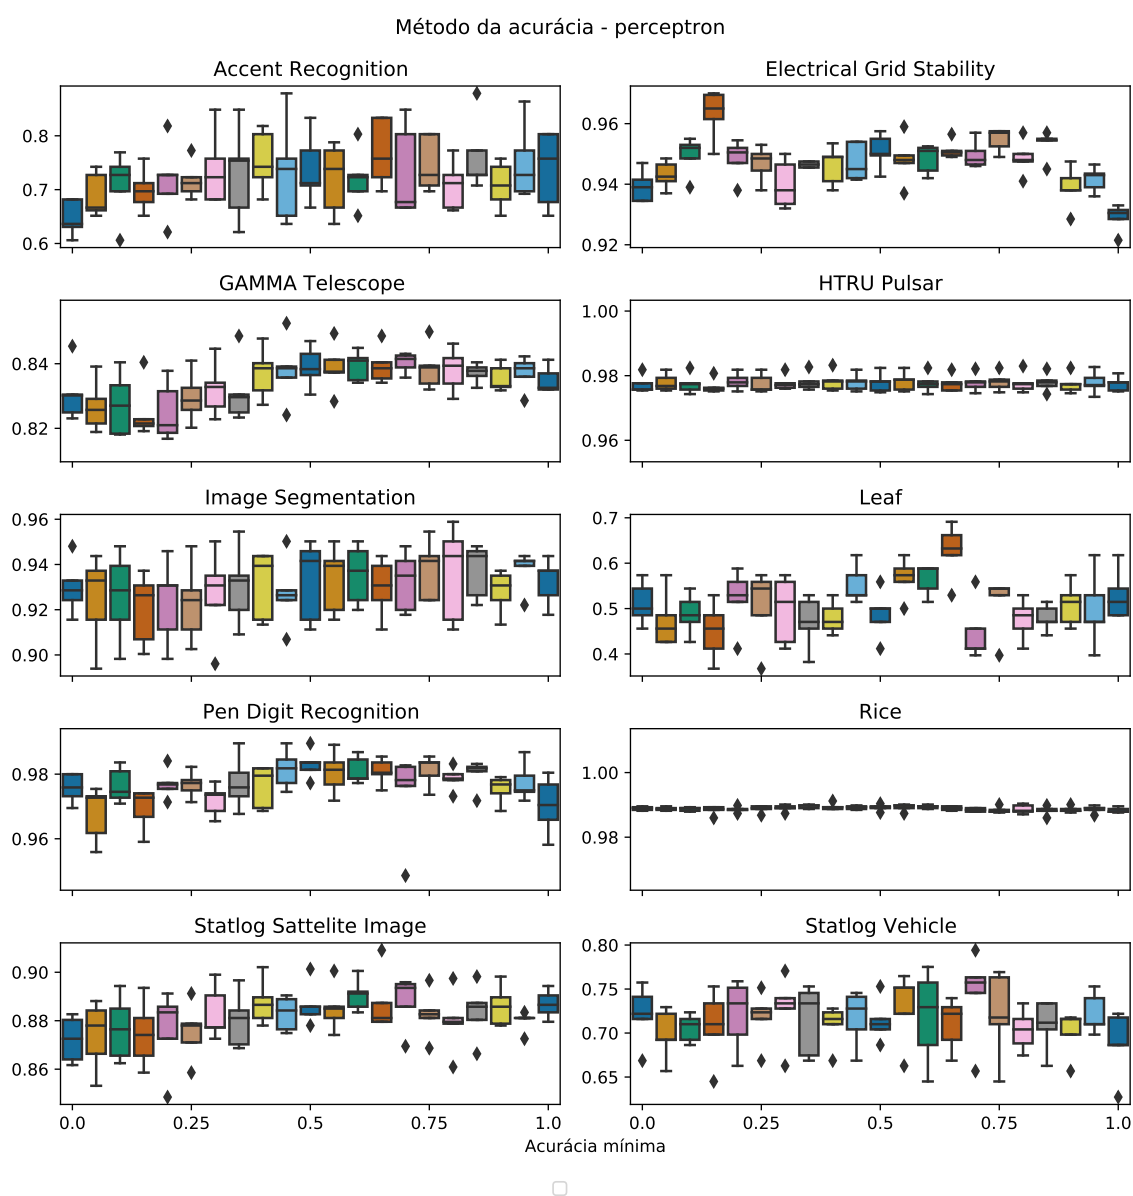 Método da acurácia - perceptron
Accent Recognition
0.8
0.7
0.6
Electrical Grid Stability
0.96
0.94
0.92
GAMMA Telescope
0.84
0.82
HTRU Pulsar
1.00
0.98
0.96
Image Segmentation
0.96
0.94
0.92
0.90
Leaf
0.7
0.6
0.5
0.4
Pen Digit Recognition
0.98
0.96
Rice
1.00
0.98
Statlog Sattelite Image
0.90
0.88
0.86
0.0 0.25 0.5 0.75 1.0
Statlog Vehicle
0.80
0.75
0.70
0.65
0.0 0.25 0.5 0.75 1.0
Acurácia mínima